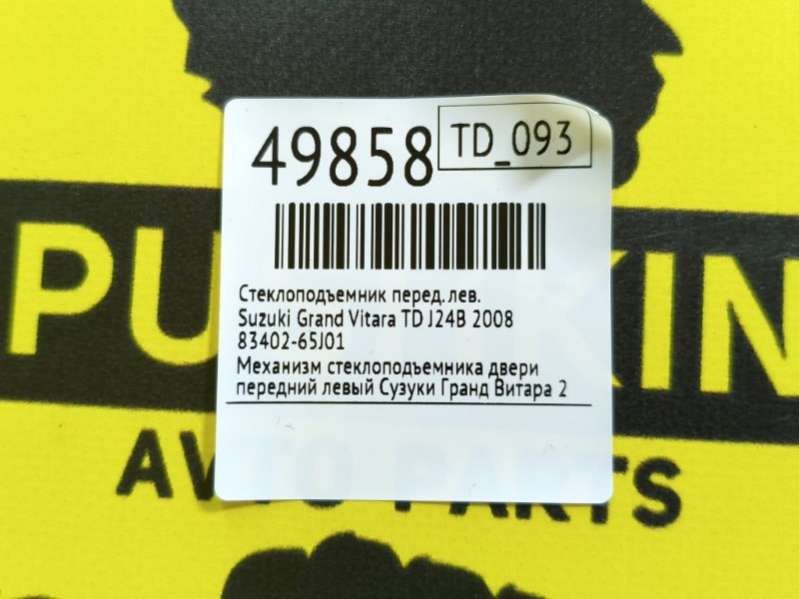 49858
TD_093
Стеклоподъемник перед. лев.
Suzuki Grand Vitara TD J24B 2008
83402-65J01
Механизм стеклоподъемника двери
передний левый Сузуки Гранд Витара 2
AVTO PARTS